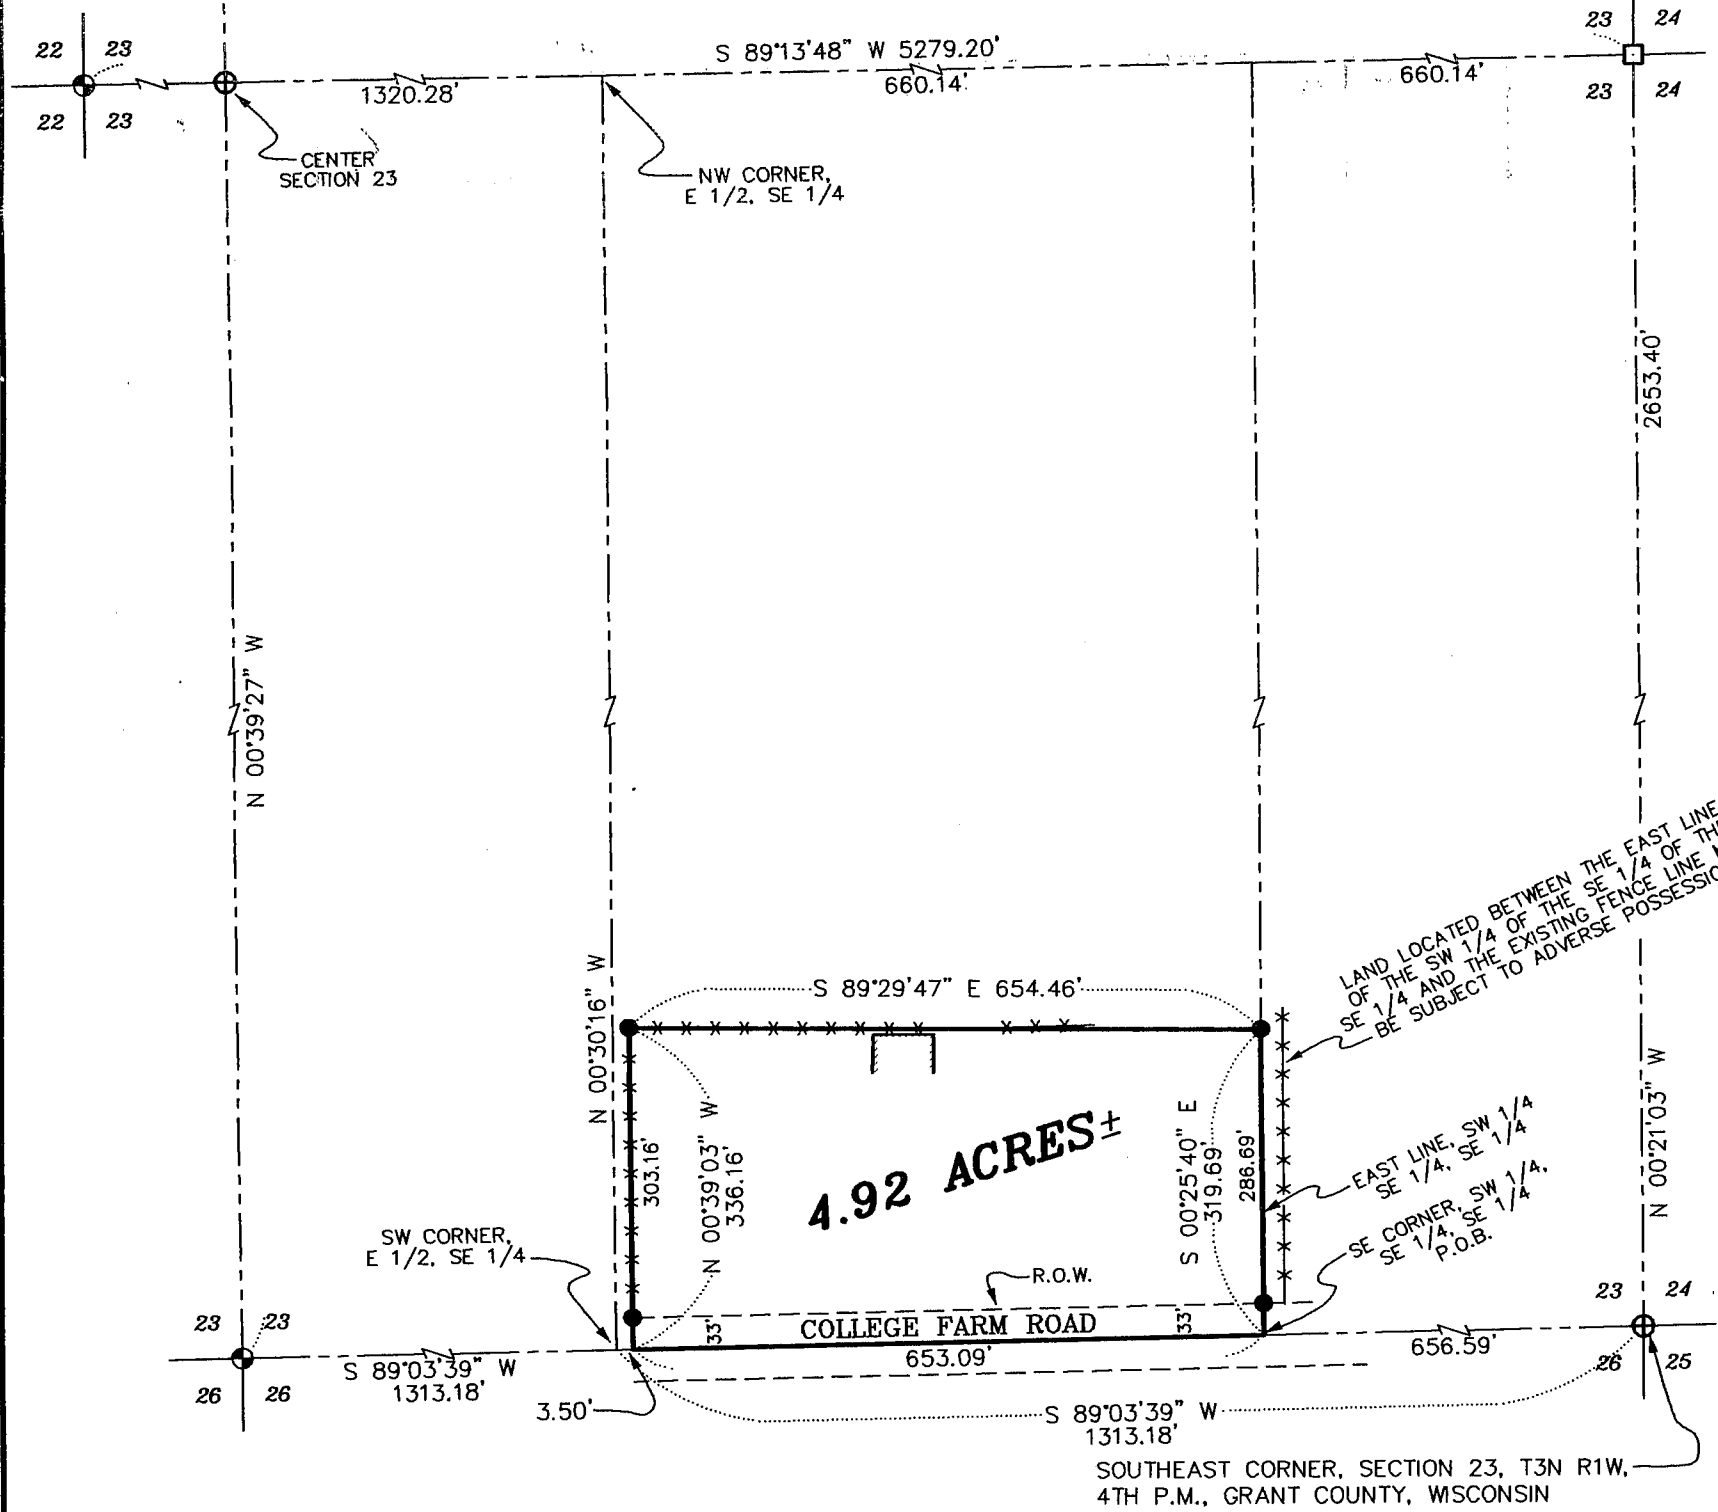 22 23
22 23
S 89°13'48" W 5279.20'
1320.28'
660.14'
660.14'
23 24
23 24
CENTER
SECTION 23
NW CORNER,
E 1/2, SE 1/4
2653.40'
N 00°39'27" W
N 00°30'16" W
LAND LOCATED BETWEEN THE EAST LINE
OF THE SW 1/4 OF THE SE 1/4 OF
SE 1/4 AND THE EXISTING FENCE LINE
BE SUBJECT TO ADVERSE
S 89°29'47" E 654.46'
303.16'
N 00°39'03" W
336.16'
4.92 ACRES±
S 00°25'40" E
319.69'
286.69'
N 00°21'03" W
EAST LINE, SW 1/4
SE 1/4, SE 1/4
SE CORNER, SW 1/4,
SE 1/4, SE 1/4
P.O.B.
SW CORNER,
E 1/2, SE 1/4
R.O.W.
33'
COLLEGE FARM ROAD
33'
653.09'
23 23
26 26
S 89°03'39" W
1313.18'
3.50'
656.59'
23 24
26 25
S 89°03'39" W
1313.18'
SOUTHEAST CORNER, SECTION 23, T3N R1W,
4TH P.M., GRANT COUNTY, WISCONSIN